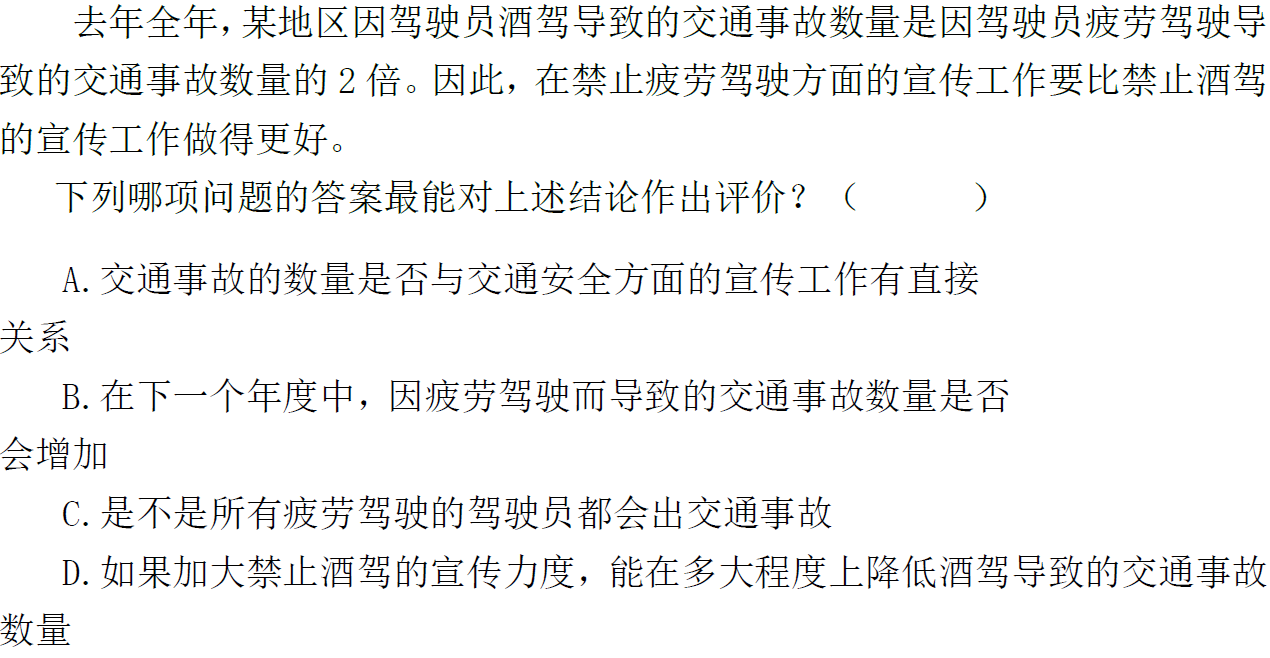 去年全年，某地区因驾驶员酒驾导致的交通事故数量是因驾驶员疲劳驾驶导
致的交通事故数量的 2 倍。因此，在禁止疲劳驾驶方面的宣传工作要比禁止酒驾
的宣传工作做得更好。
下列哪项问题的答案最能对上述结论作出评价？（　　　）
A.交通事故的数量是否与交通安全方面的宣传工作有直接
关系
B.在下一个年度中，因疲劳驾驶而导致的交通事故数量是否
会增加
C.是不是所有疲劳驾驶的驾驶员都会出交通事故
D.如果加大禁止酒驾的宣传力度，能在多大程度上降低酒驾导致的交通事故
数量